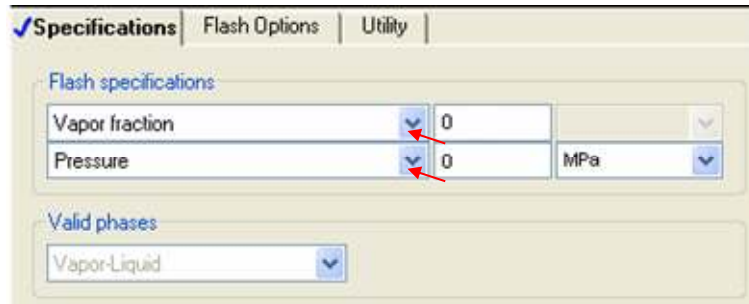 Specifications Flash Options Utility
Flash specifications
Vapor fraction 0
Pressure 0 MPa
Valid phases
Vapor-Liquid